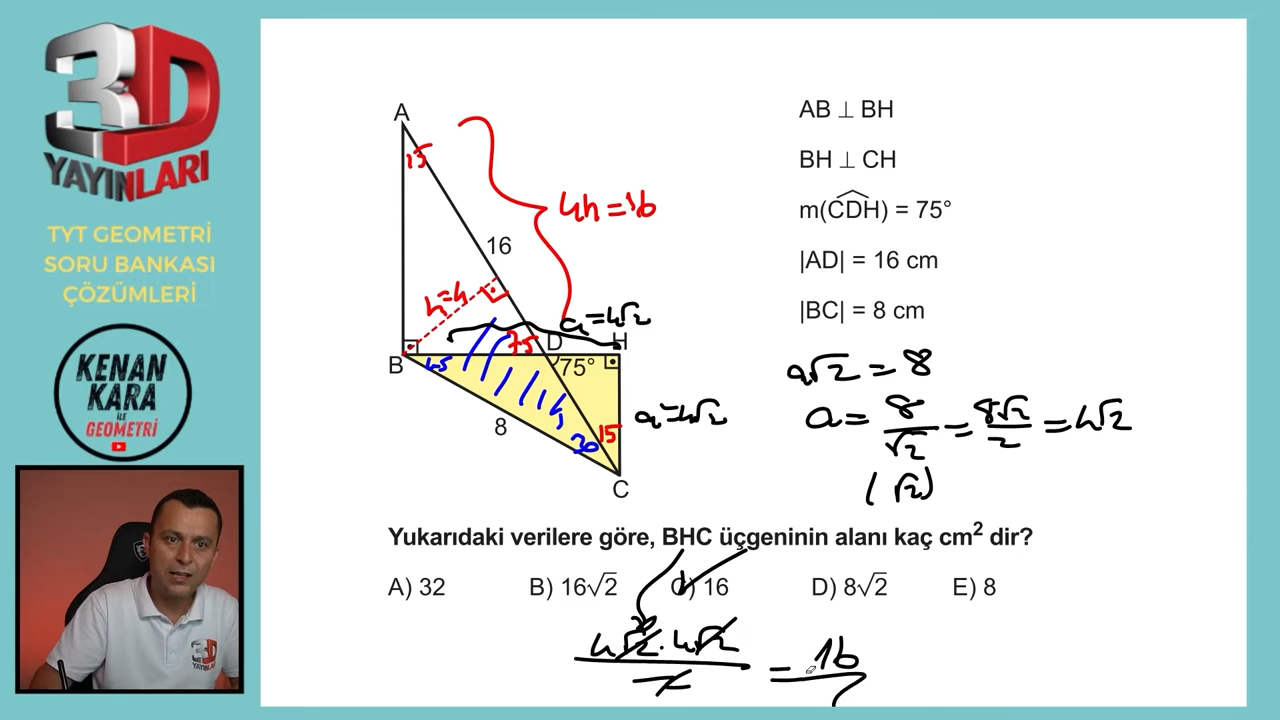 3D
YAYINLARI
TYT GEOMETRİ
SORU BANKASI
ÇÖZÜMLERİ
KENAN
KARA
İLE
GEOMETRİ
A
15
4h=16
16
h=4
a=4√2
75
D
H
B
45
75°
a=4√2
8
30
15
C
AB ⊥ BH
BH ⊥ CH
m(CDH) = 75°
|AD| = 16 cm
|BC| = 8 cm
a√2 = 8
a = 8/√2 = 8√2/2 = 4√2
(√2)
Yukarıdaki verilere göre, BHC üçgeninin alanı kaç cm² dir?
A) 32 B) 16√2 C) 16 D) 8√2 E) 8
4√2 · 4√2 / 2 = 16
3D
YAYINLARI